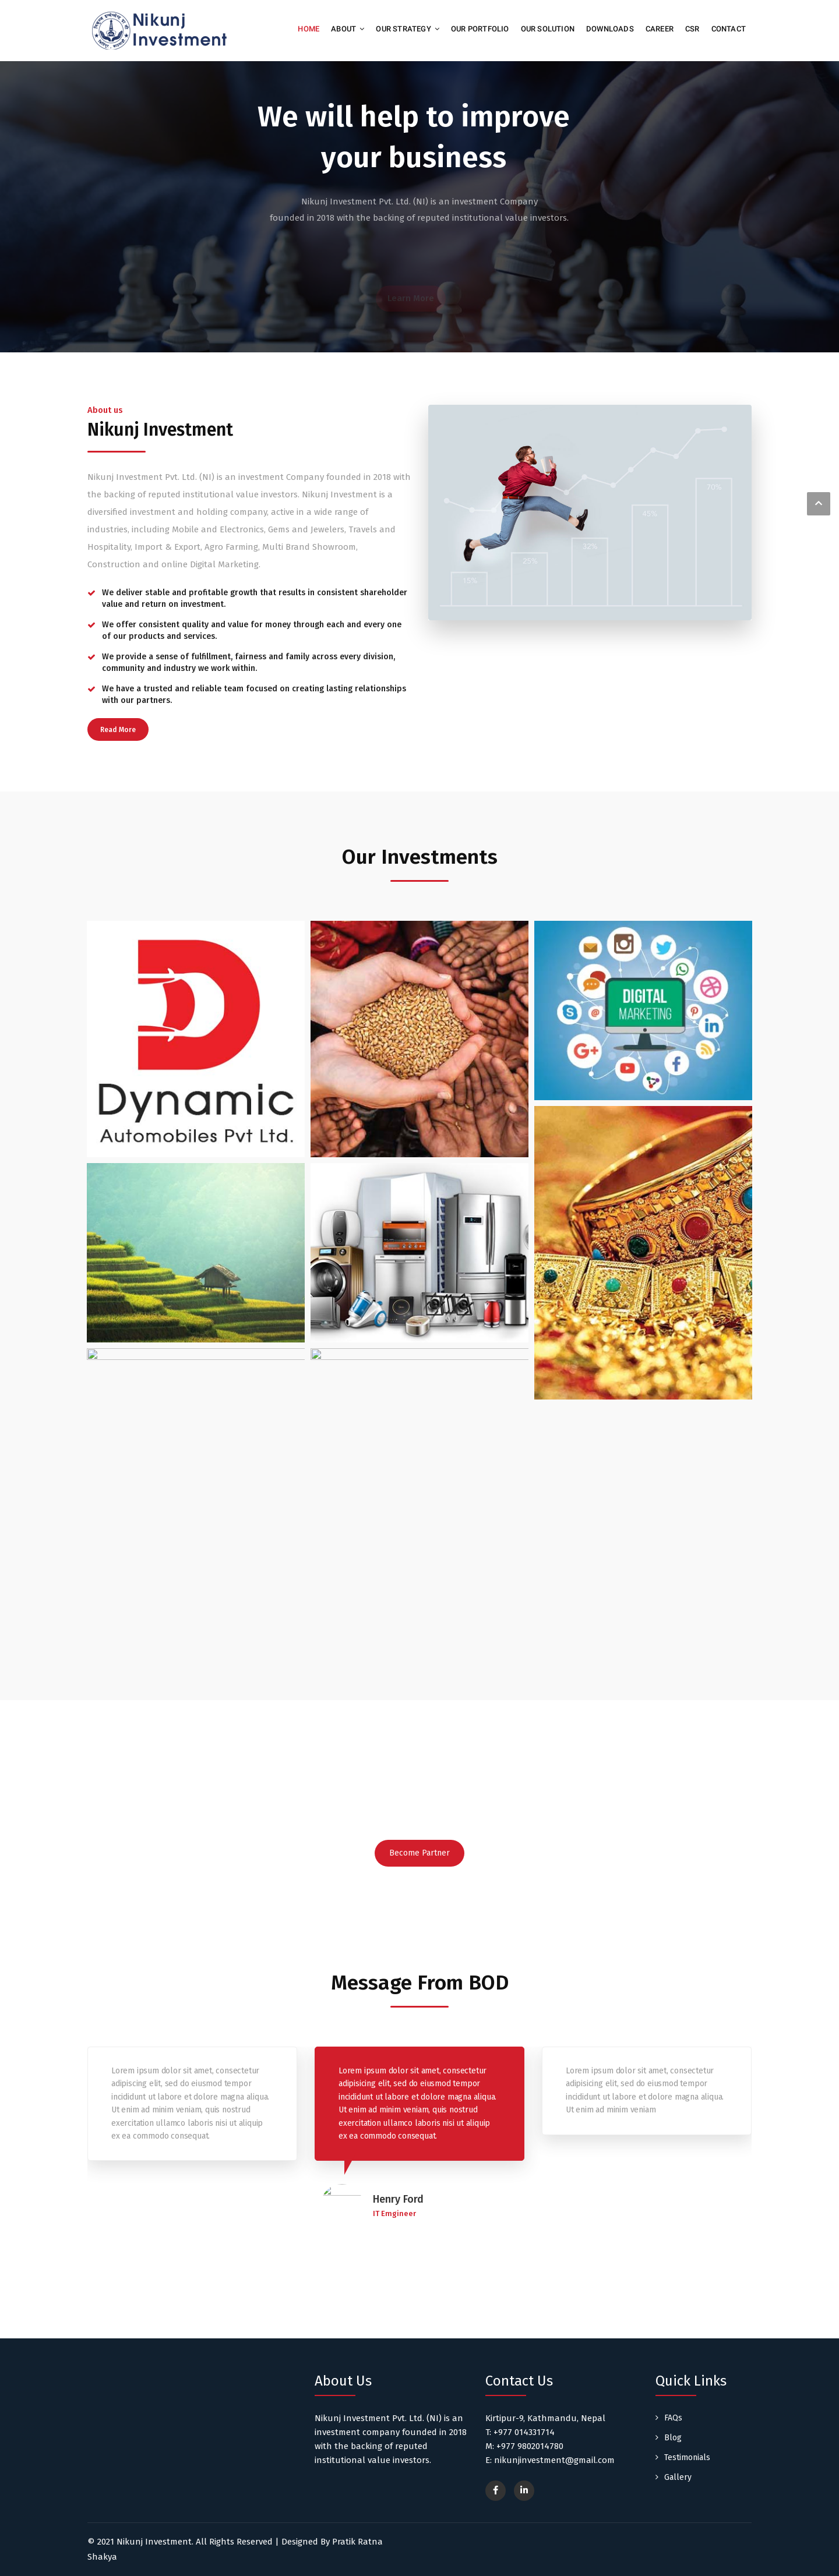 Nikunj
Investment
HOME ABOUT OUR STRATEGY OUR PORTFOLIO OUR SOLUTION DOWNLOADS CAREER CSR CONTACT
We will help to improve
your business
Nikunj Investment Pvt. Ltd. (NI) is an investment Company
founded in 2018 with the backing of reputed institutional value investors.
Learn More
About us
Nikunj Investment
Nikunj Investment Pvt. Ltd. (NI) is an investment Company founded in 2018 with
the backing of reputed institutional value investors. Nikunj Investment is a
diversified investment and holding company, active in a wide range of
industries, including Mobile and Electronics, Gems and Jewelers, Travels and
Hospitality, Import & Export, Agro Farming, Multi Brand Showroom,
Construction and online Digital Marketing.
We deliver stable and profitable growth that results in consistent shareholder
value and return on investment.
We offer consistent quality and value for money through each and every one
of our products and services.
We provide a sense of fulfillment, fairness and family across every division,
community and industry we work within.
We have a trusted and reliable team focused on creating lasting relationships
with our partners.
Read More
15%
25%
32%
45%
70%
Our Investments
Dynamic
Automobiles Pvt Ltd.
DIGITAL
MARKETING
Become Partner
Message From BOD
Lorem ipsum dolor sit amet, consectetur
adipiscing elit, sed do eiusmod tempor
incididunt ut labore et dolore magna aliqua.
Ut enim ad minim veniam, quis nostrud
exercitation ullamco laboris nisi ut aliquip
ex ea commodo consequat.
Lorem ipsum dolor sit amet, consectetur
adipisicing elit, sed do eiusmod tempor
incididunt ut labore et dolore magna aliqua.
Ut enim ad minim veniam, quis nostrud
exercitation ullamco laboris nisi ut aliquip
ex ea commodo consequat.
Henry Ford
IT Emgineer
Lorem ipsum dolor sit amet, consectetur
adipisicing elit, sed do eiusmod tempor
incididunt ut labore et dolore magna aliqua.
Ut enim ad minim veniam
About Us
Nikunj Investment Pvt. Ltd. (NI) is an
investment company founded in 2018
with the backing of reputed
institutional value investors.
Contact Us
Kirtipur-9, Kathmandu, Nepal
T: +977 014331714
M: +977 9802014780
E: nikunjinvestment@gmail.com
Quick Links
FAQs
Blog
Testimonials
Gallery
© 2021 Nikunj Investment. All Rights Reserved | Designed By Pratik Ratna
Shakya